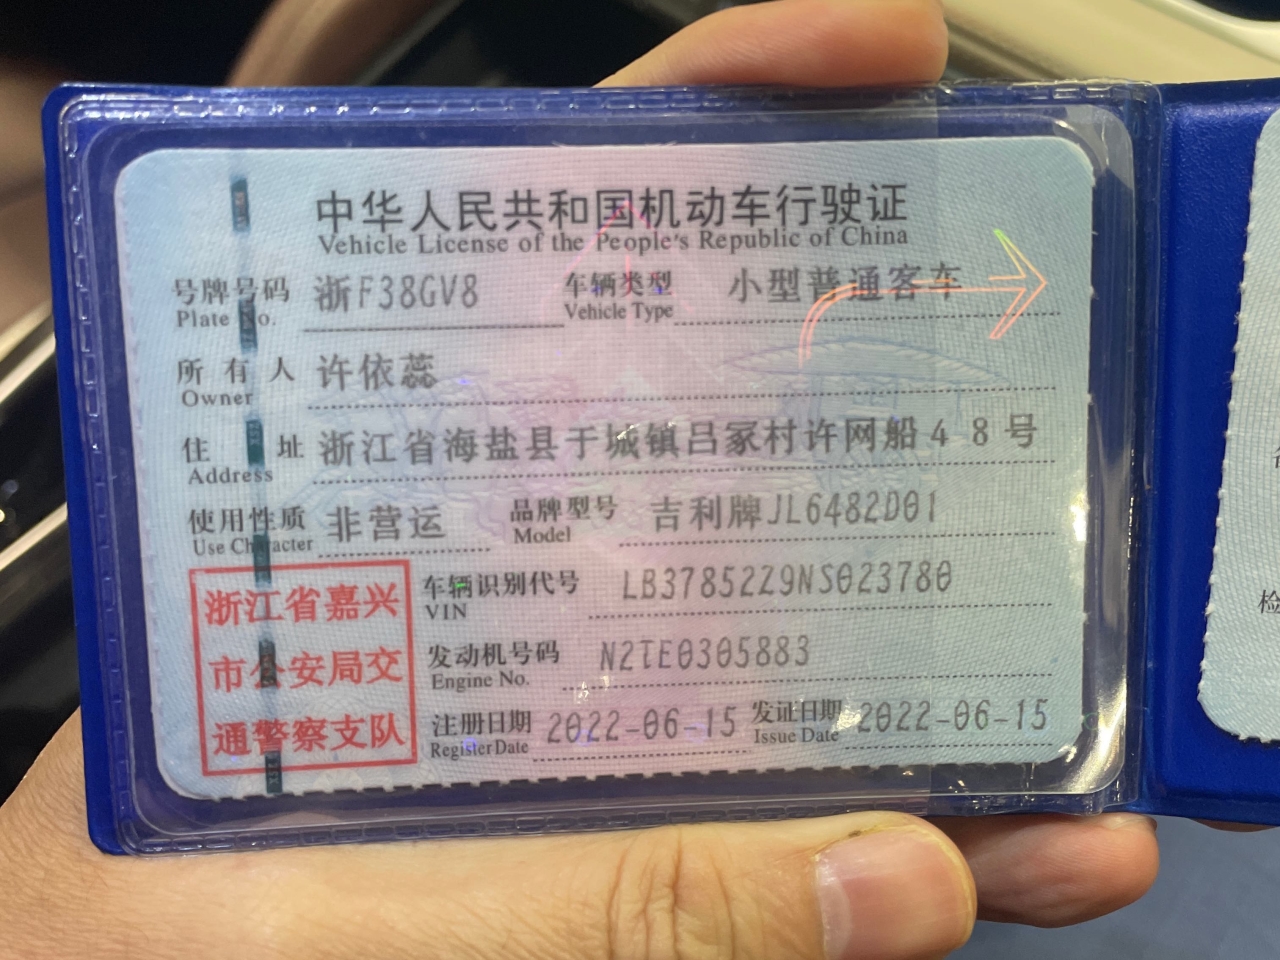 中华人民共和国机动车行驶证
Vehicle License of the People's Republic of China
号牌号码 浙F38GV8 车辆类型 小型普通客车
Plate No. Vehicle Type
所有人 许依蕊
Owner
住址 浙江省海盐县于城镇吕冢村许网船48号
Address
使用性质 非营运 品牌型号 吉利牌JL6482D01
Use Character Model
浙江省嘉兴
市公安局交
通警察支队
车辆识别代号 LB37852Z9NS023780
VIN
发动机号码 N2TE0305883
Engine No.
注册日期 2022-06-15 发证日期 2022-06-15
Register Date Issue Date
检